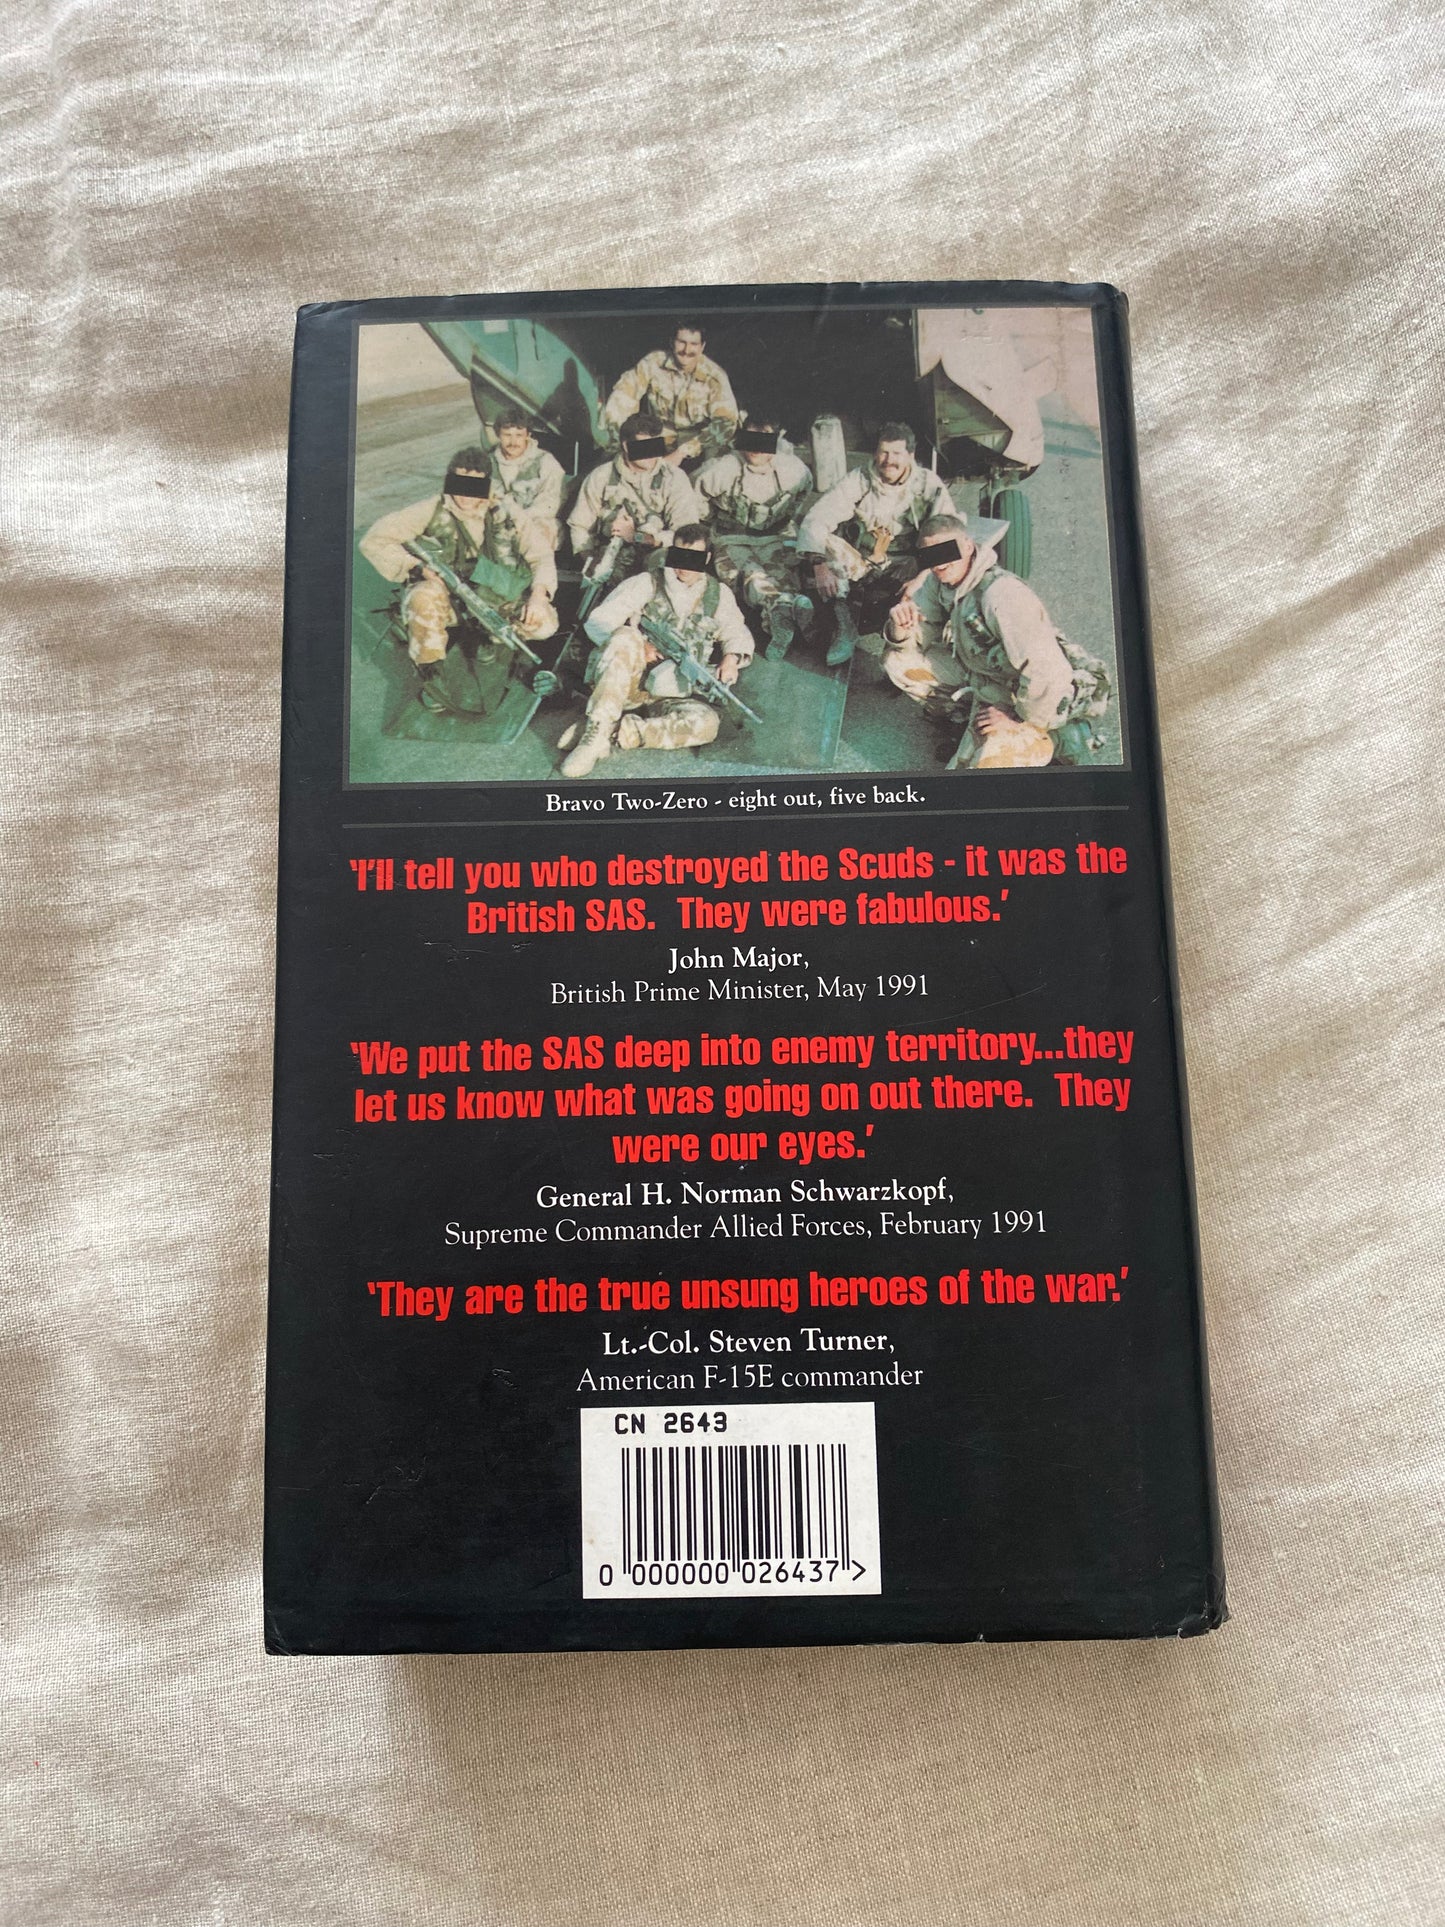 Bravo Two-Zero - eight out, five back.
'I'll tell you who destroyed the Scuds - it was the
British SAS. They were fabulous.'
John Major,
British Prime Minister, May 1991
'We put the SAS deep into enemy territory...they
let us know what was going on out there. They
were our eyes.'
General H. Norman Schwarzkopf,
Supreme Commander Allied Forces, February 1991
'They are the true unsung heroes of the war.'
Lt.-Col. Steven Turner,
American F-15E commander
CN 2643
0 000000 026437 >